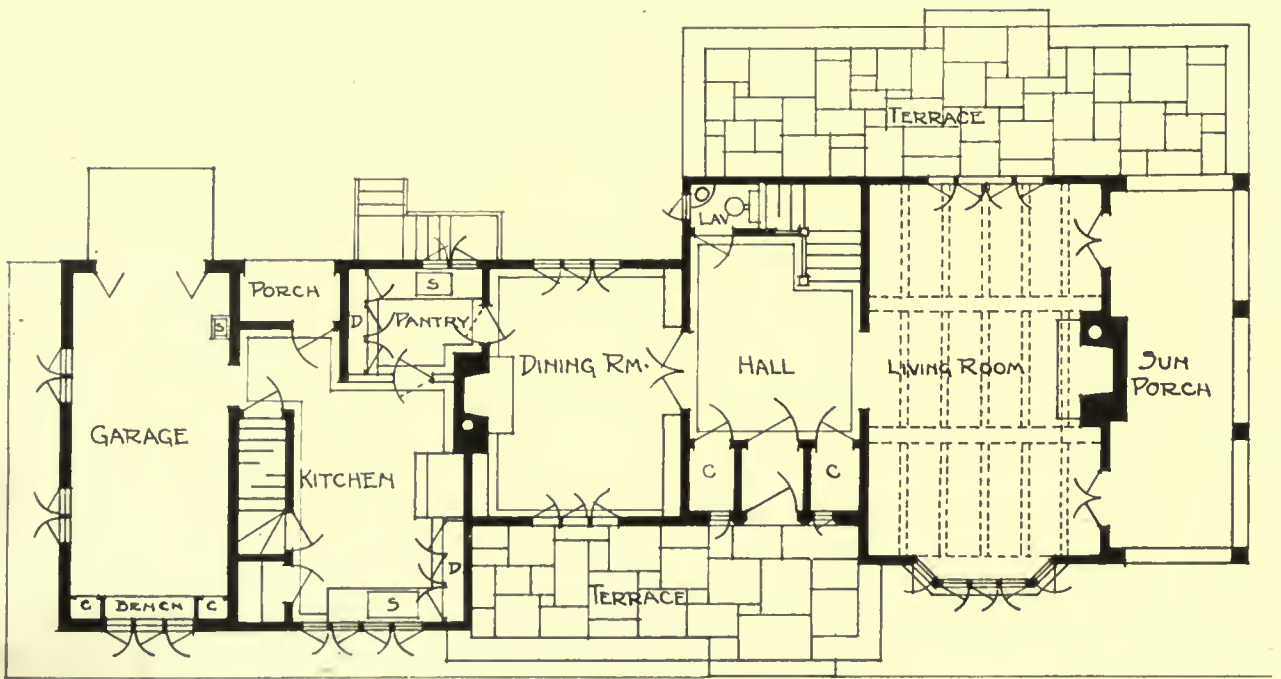 TERRACE
LAV
PORCH
S
D
PANTRY
S
DINING RM.
HALL
LIVING ROOM
SUN
PORCH
GARAGE
KITCHEN
C
C
D
C
BENCH
C
S
TERRACE